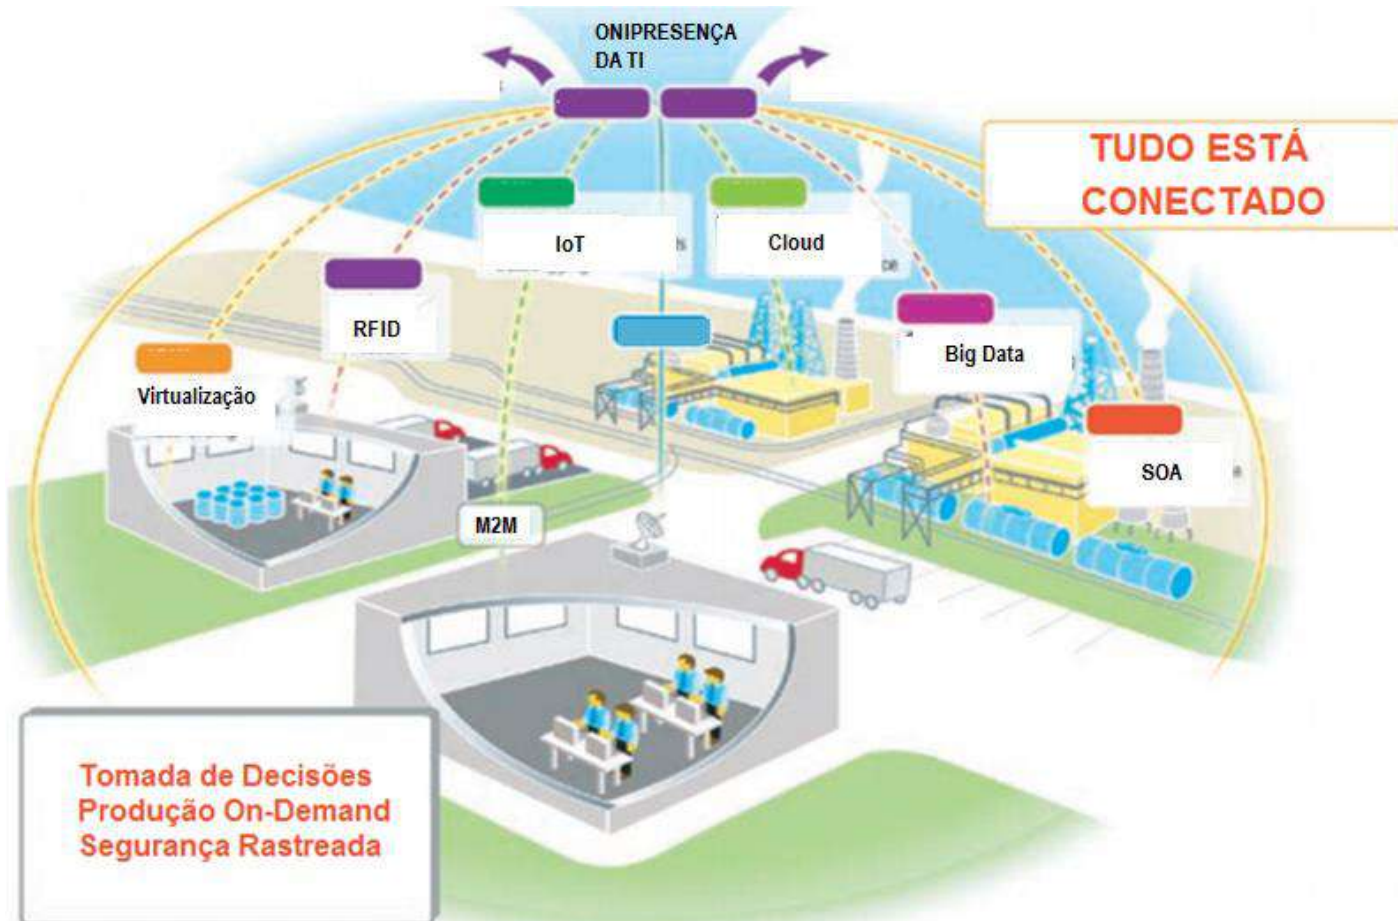 ONIPRESENÇA
DA TI
TUDO ESTÁ
CONECTADO
IoT
Cloud
RFID
Big Data
Virtualização
SOA
M2M
Tomada de Decisões
Produção On-Demand
Segurança Rastreada